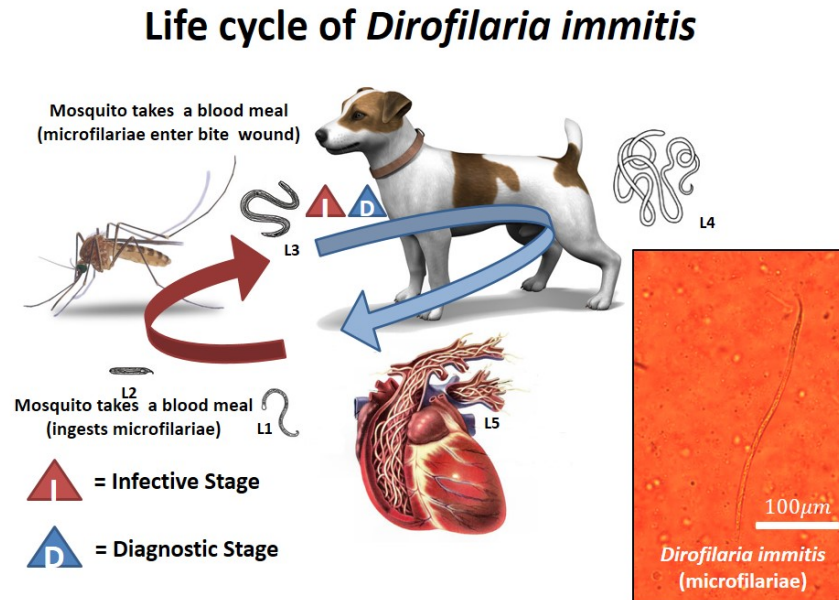 Life cycle of Dirofilaria immitis
Mosquito takes a blood meal
(microfilariae enter bite wound)
I
D
L3
L4
L2
Mosquito takes a blood meal
(ingests microfilariae)
L1
L5
I = Infective Stage
D = Diagnostic Stage
100μm
Dirofilaria immitis
(microfilariae)